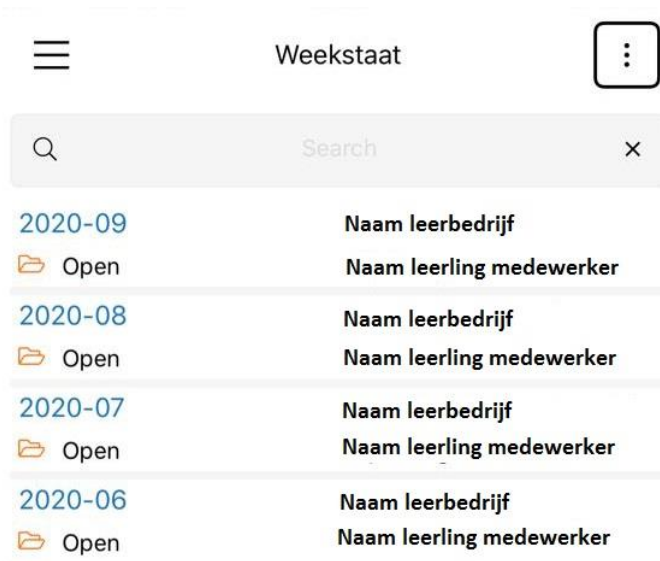 Weekstaat
Search
2020-09 Naam leerbedrijf
Open Naam leerling medewerker
2020-08 Naam leerbedrijf
Open Naam leerling medewerker
2020-07 Naam leerbedrijf
Open Naam leerling medewerker
2020-06 Naam leerbedrijf
Open Naam leerling medewerker